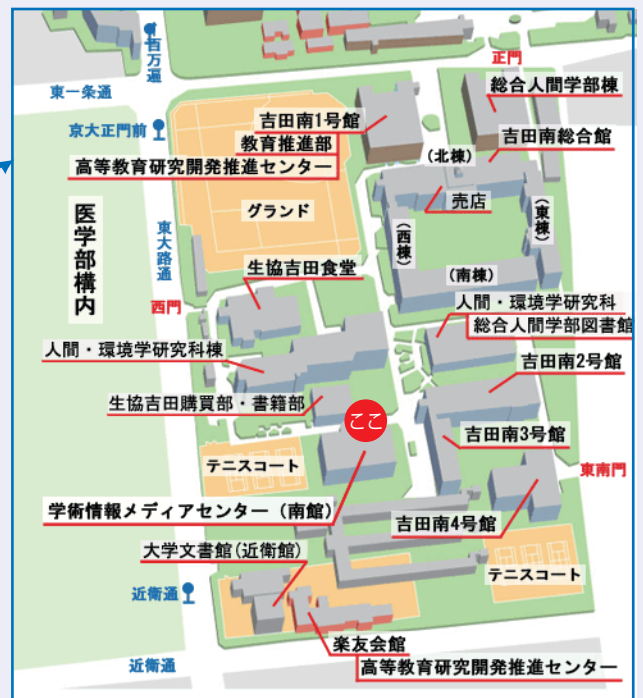 百万遍
正門
東一条通
総合人間学部棟
京大正門前
吉田南1号館
教育推進部
高等教育研究開発推進センター
吉田南総合館
(北棟)
売店
グランド
(西棟)
(東棟)
医学部構内
東大路通
生協吉田食堂
(南棟)
西門
人間・環境学研究科
総合人間学部図書館
人間・環境学研究科棟
吉田南2号館
生協吉田購買部・書籍部
ここ
吉田南3号館
テニスコート
東南門
学術情報メディアセンター(南館)
吉田南4号館
大学文書館(近衛館)
テニスコート
近衛通
楽友会館
近衛通
高等教育研究開発推進センター